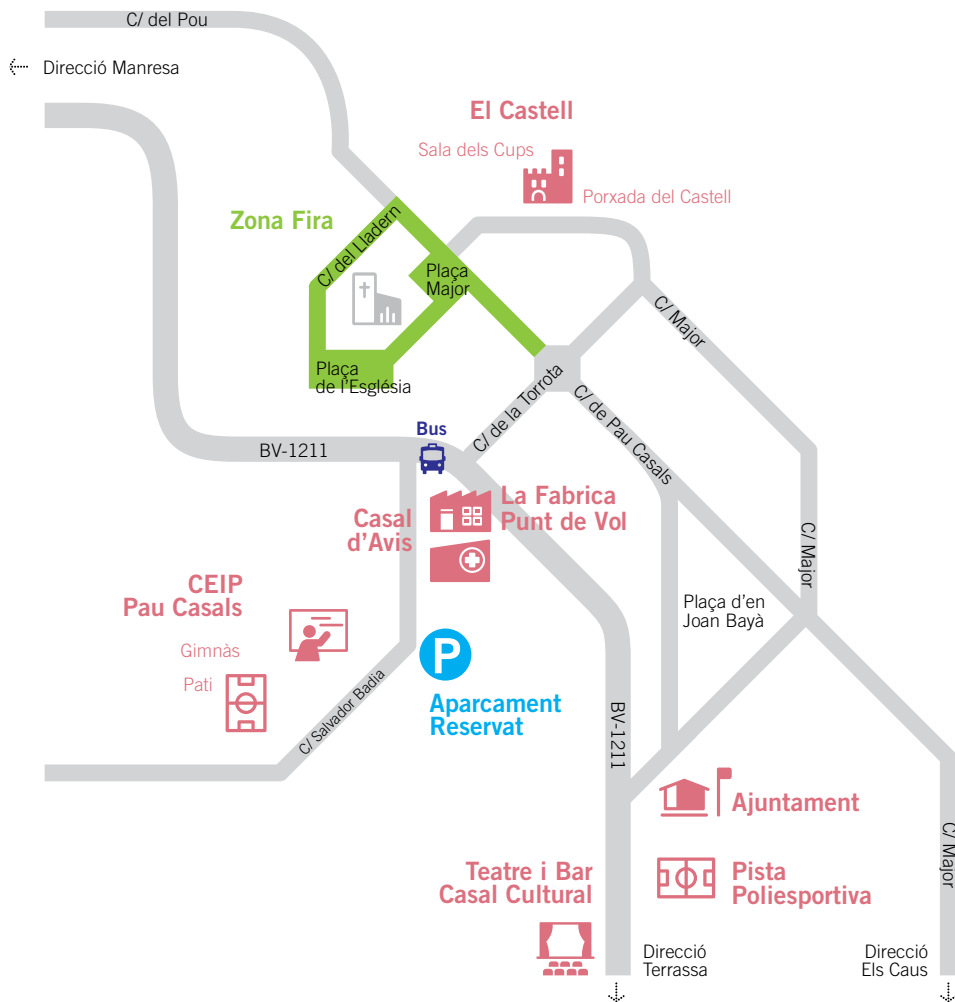 C/ del Pou
Direcció Manresa
El Castell
Sala dels Cups
Porxada del Castell
Zona Fira
C/ del Lladern
Plaça
Major
C/ Major
Plaça
de l'Església
C/ de la Torrota
C/ de Pau Casals
Bus
BV-1211
La Fabrica
Punt de Vol
Casal
d'Avis
C/ Major
CEIP
Pau Casals
Plaça d'en
Joan Bayà
Gimnàs
Pati
P
Aparcament
Reservat
C/ Salvador Badia
BV-1211
Ajuntament
C/ Major
Teatre i Bar
Casal Cultural
Pista
Poliesportiva
Direcció
Terrassa
Direcció
Els Caus